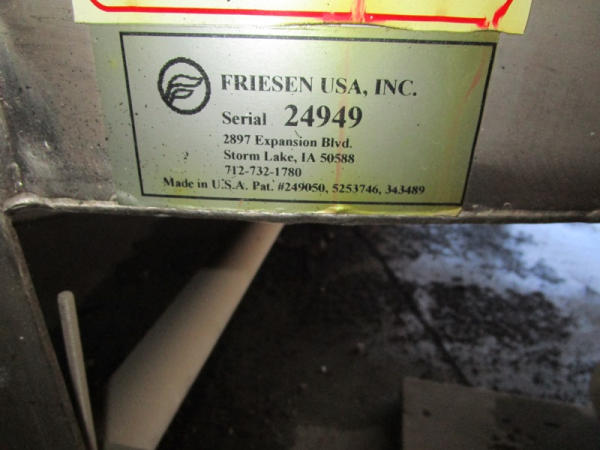 FRIESEN USA, INC.
Serial 24949
2897 Expansion Blvd.
Storm Lake, IA 50588
712-732-1780
Made in U.S.A. Pat. #249050, 5253746, 343489